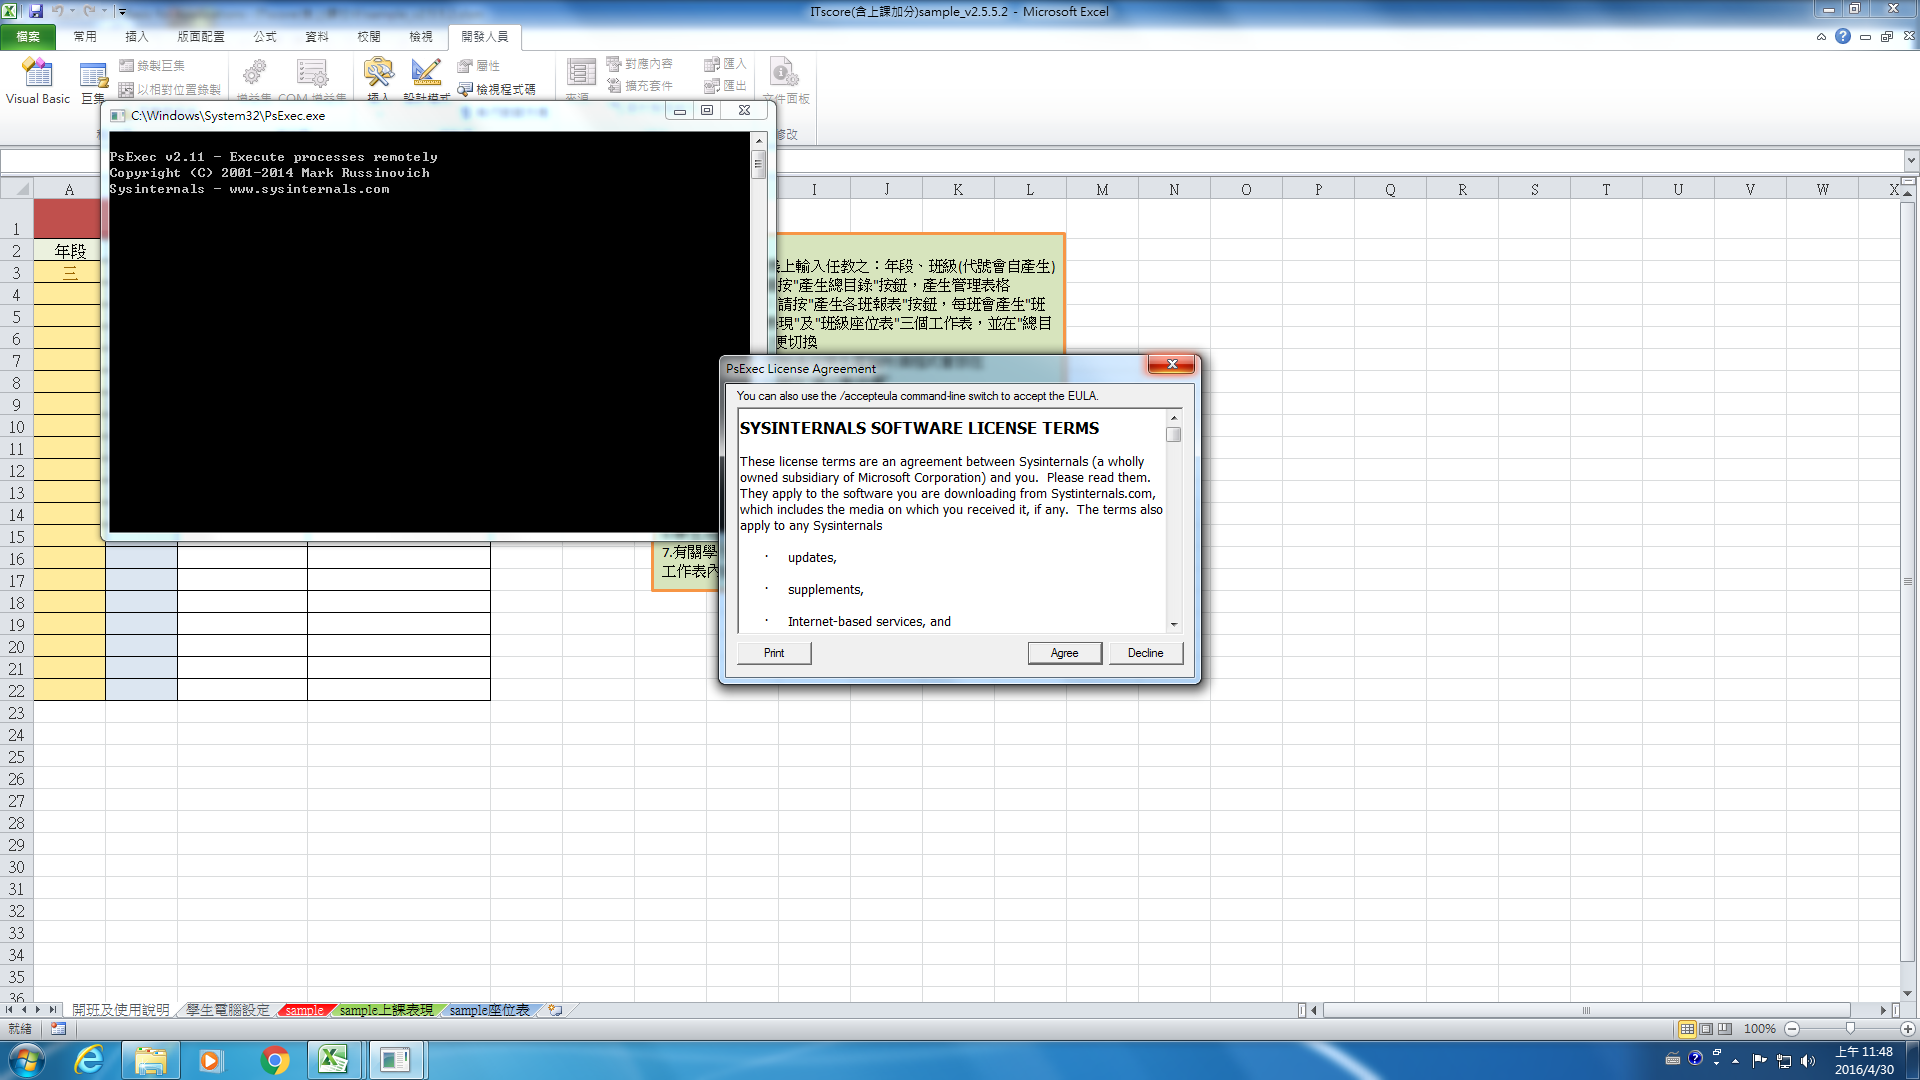 ITscore(含上課加分)sample_v2.5.5.2 - Microsoft Excel
檔案 常用 插入 版面配置 公式 資料 校閱 檢視 開發人員
錄製巨集 屬性 對應內容 匯入
以相對位置錄製 檢視程式碼 擴充套件 匯出
Visual Basic 巨集 文件面板
修改
C:\Windows\System32\PsExec.exe
PsExec v2.11 - Execute processes remotely
Copyright (C) 2001-2014 Mark Russinovich
Sysinternals - www.sysinternals.com
A I J K L M N O P Q R S T U V W X
1
2 年段
3 三
4
5
6
7
8
9
10
11
12
13
14
15
16
17
18
19
20
21
22
23
24
25
26
27
28
29
30
31
32
33
34
35
36
上輸入任教之：年段、班級(代號會自產生)
按"產生總目錄"按鈕，產生管理表格
請按"產生各班報表"按鈕，每班會產生"班
現"及"班級座位表"三個工作表，並在"總目
更切換
7.有關學
工作表內
PsExec License Agreement
You can also use the /accepteula command-line switch to accept the EULA.
SYSINTERNALS SOFTWARE LICENSE TERMS
These license terms are an agreement between Sysinternals (a wholly
owned subsidiary of Microsoft Corporation) and you.  Please read them.
They apply to the software you are downloading from Systinternals.com,
which includes the media on which you received it, if any.  The terms also
apply to any Sysinternals
· updates,
· supplements,
· Internet-based services, and
Print Agree Decline
開班及使用說明 學生電腦設定 sample sample上課表現 sample座位表
就緒 100%
上午 11:48
2016/4/30